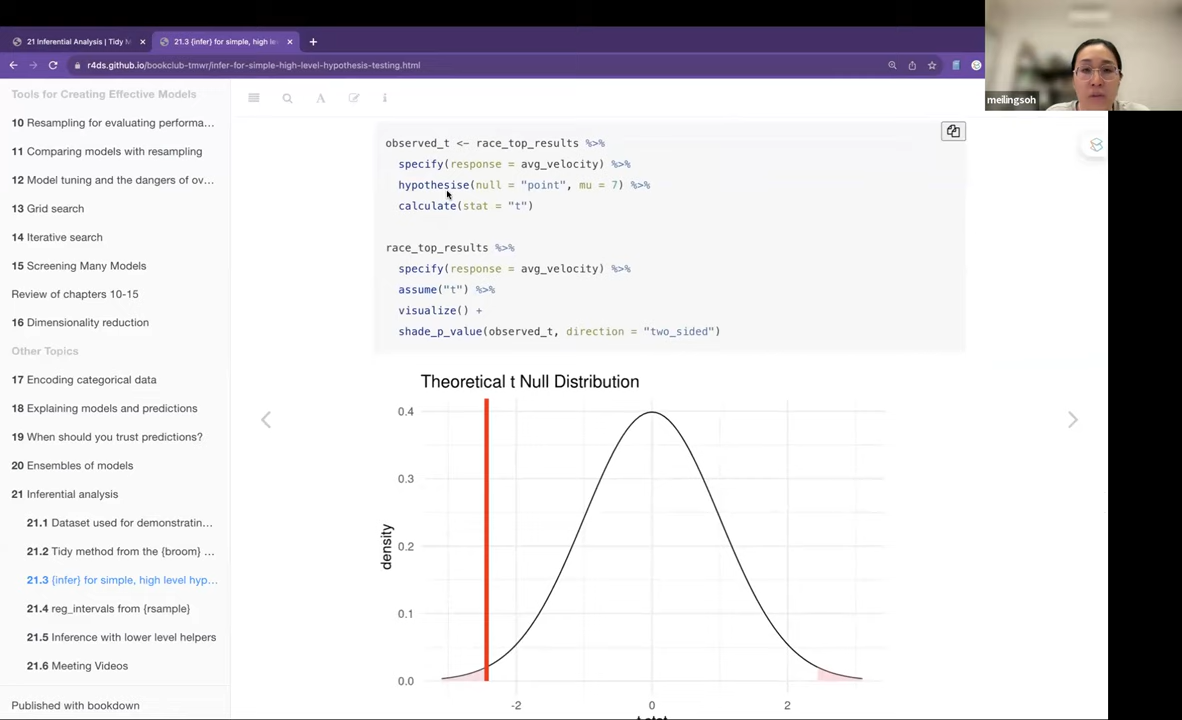 21 Inferential Analysis | Tidy M
21.3 {infer} for simple, high le
r4ds.github.io/bookclub-tmwr/infer-for-simple-high-level-hypothesis-testing.html
meilingsoh
Tools for Creating Effective Models
10 Resampling for evaluating performa…
11 Comparing models with resampling
12 Model tuning and the dangers of ov…
13 Grid search
14 Iterative search
15 Screening Many Models
Review of chapters 10-15
16 Dimensionality reduction
Other Topics
17 Encoding categorical data
18 Explaining models and predictions
19 When should you trust predictions?
20 Ensembles of models
21 Inferential analysis
21.1 Dataset used for demonstratin…
21.2 Tidy method from the {broom} …
21.3 {infer} for simple, high level hyp…
21.4 reg_intervals from {rsample}
21.5 Inference with lower level helpers
21.6 Meeting Videos
Published with bookdown
observed_t <- race_top_results %>%
specify(response = avg_velocity) %>%
hypothesise(null = "point", mu = 7) %>%
calculate(stat = "t")
race_top_results %>%
specify(response = avg_velocity) %>%
assume("t") %>%
visualize() +
shade_p_value(observed_t, direction = "two_sided")
Theoretical t Null Distribution
density
0.4
0.3
0.2
0.1
0.0
-2 0 2